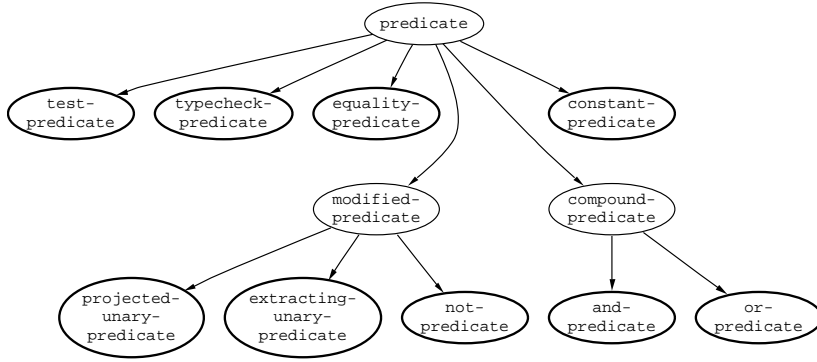 predicate
test-
predicate
typecheck-
predicate
equality-
predicate
constant-
predicate
modified-
predicate
compound-
predicate
projected-
unary-
predicate
extracting-
unary-
predicate
not-
predicate
and-
predicate
or-
predicate